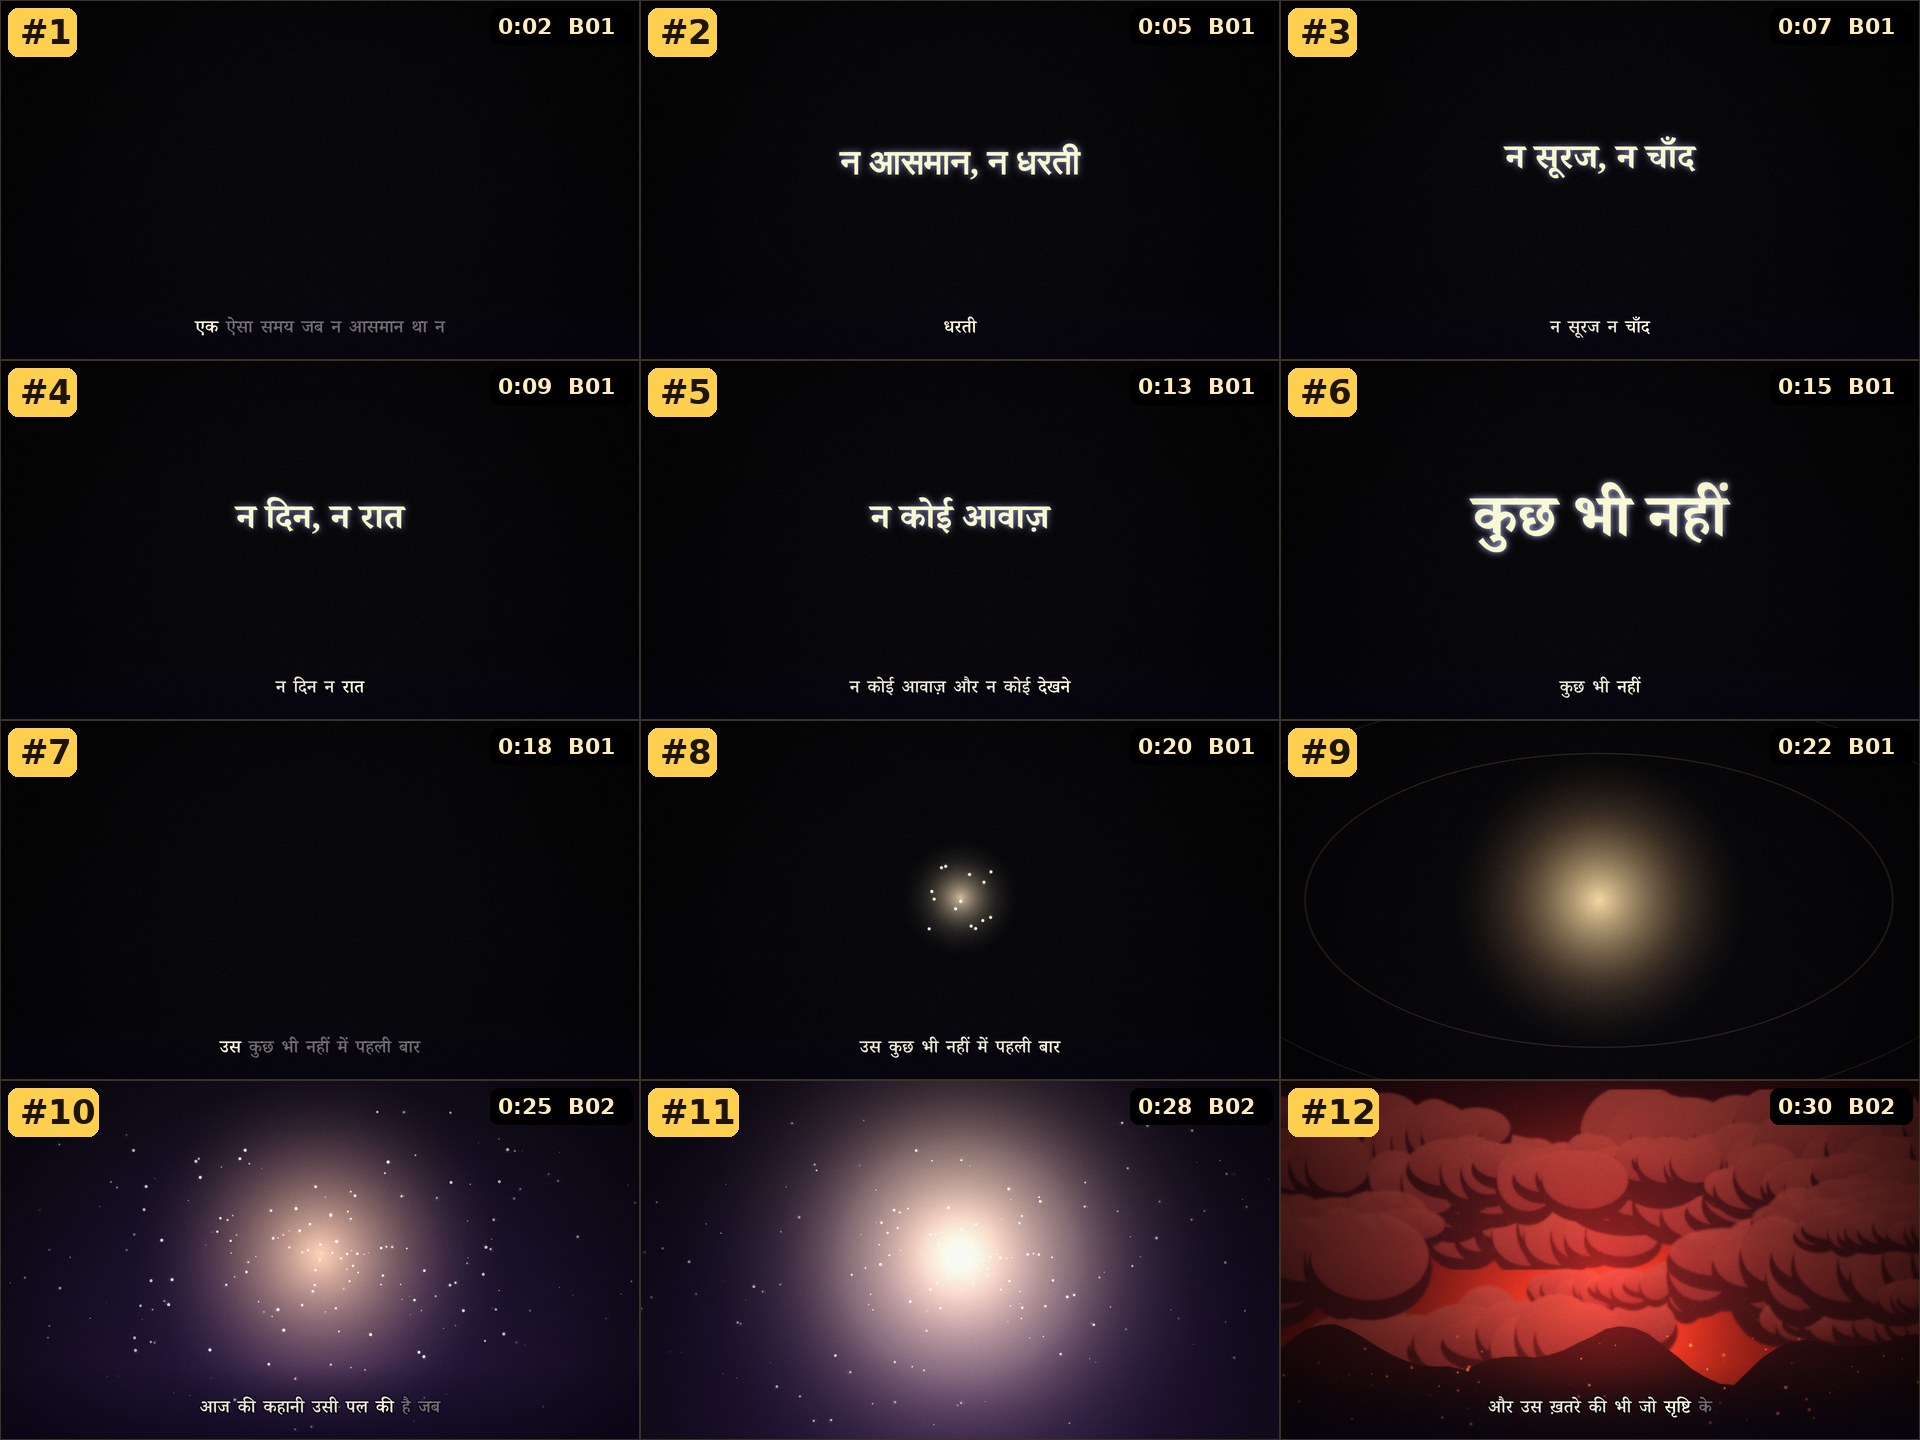 #1
0:02 B01
एक ऐसा समय जब न आसमान था न
#2
0:05 B01
न आसमान, न धरती
धरती
#3
0:07 B01
न सूरज, न चाँद
न सूरज न चाँद
#4
0:09 B01
न दिन, न रात
न दिन न रात
#5
0:13 B01
न कोई आवाज़
न कोई आवाज़ और न कोई देखने
#6
0:15 B01
कुछ भी नहीं
कुछ भी नहीं
#7
0:18 B01
उस कुछ भी नहीं में पहली बार
#8
0:20 B01
उस कुछ भी नहीं में पहली बार
#9
0:22 B01
#10
0:25 B02
आज की कहानी उसी पल की है जब
#11
0:28 B02
#12
0:30 B02
और उस ख़तरे की भी जो सृष्टि के